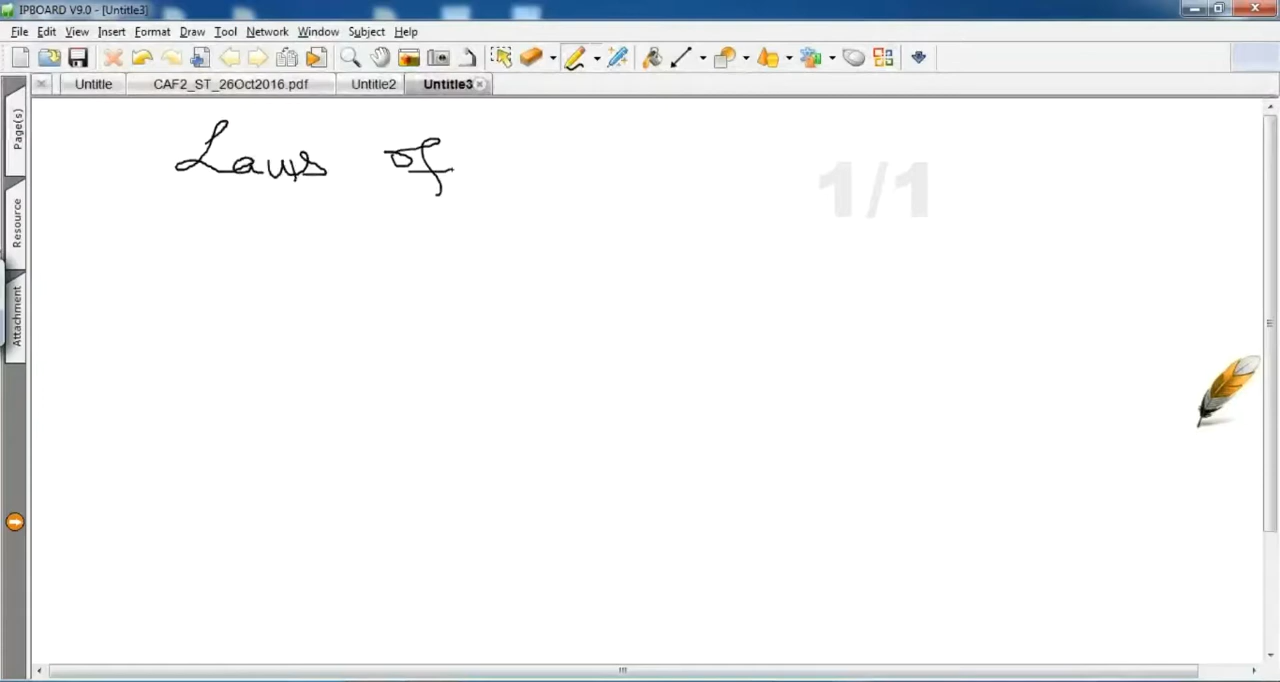 IPBOARD V9.0 - [Untitle3]
File Edit View Insert Format Draw Tool Network Window Subject Help
Untitle CAF2_ST_26Oct2016.pdf Untitle2 Untitle3
Page(s)
Resource
Attachment
Laws of
1/1